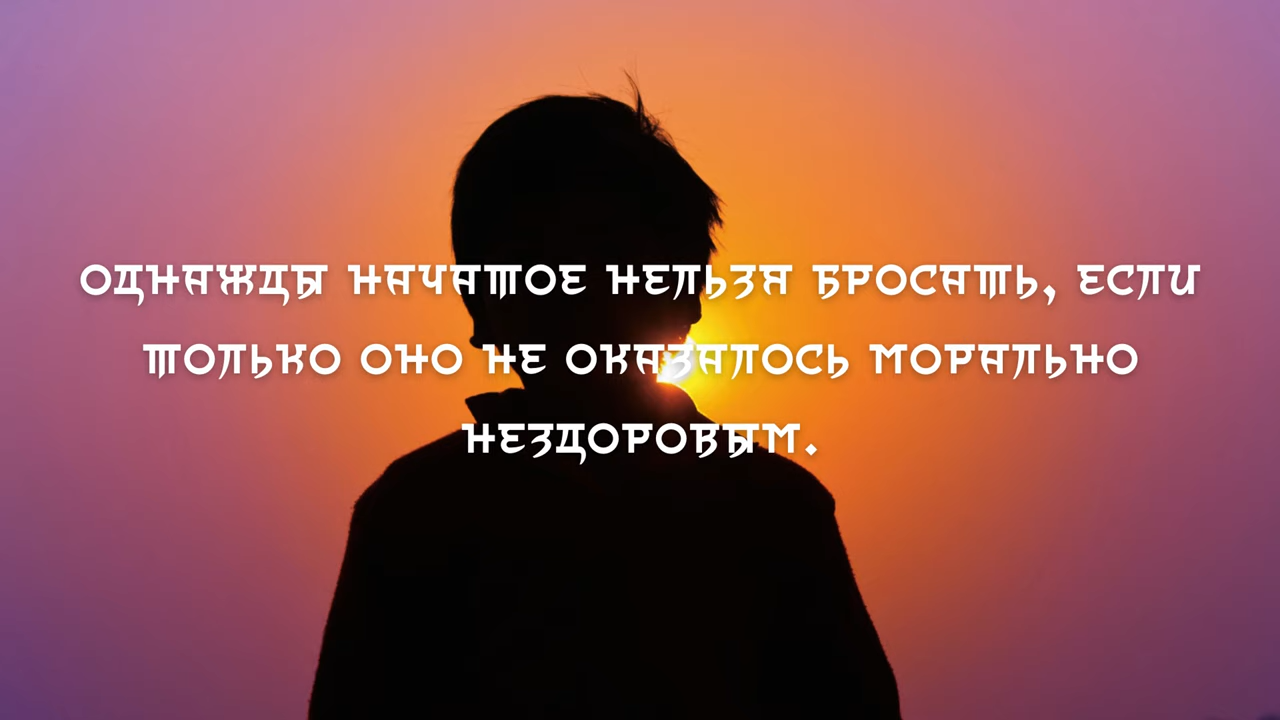 однажды начатое нельзя бросать, если
только оно не оказалось морально
нездоровым.